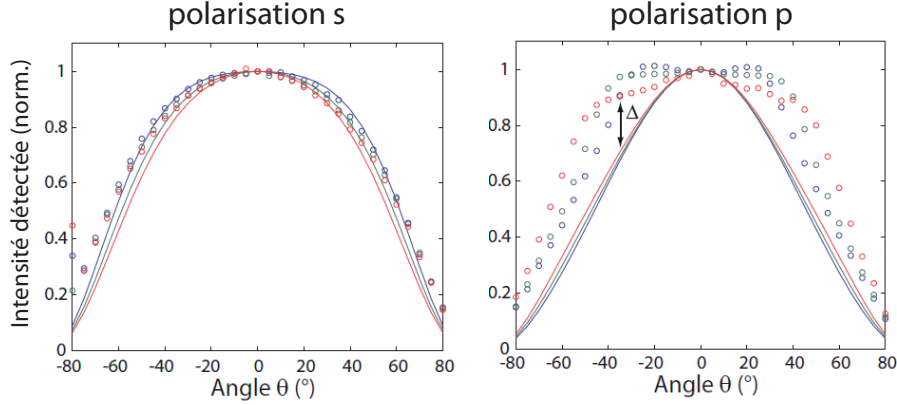 polarisation s
polarisation p
Intensité détectée (norm.)
1
0.8
0.6
0.4
0.2
0
-80 -60 -40 -20 0 20 40 60 80
Angle θ (°)
1
0.8
0.6
0.4
0.2
0
Δ
-80 -60 -40 -20 0 20 40 60 80
Angle θ (°)